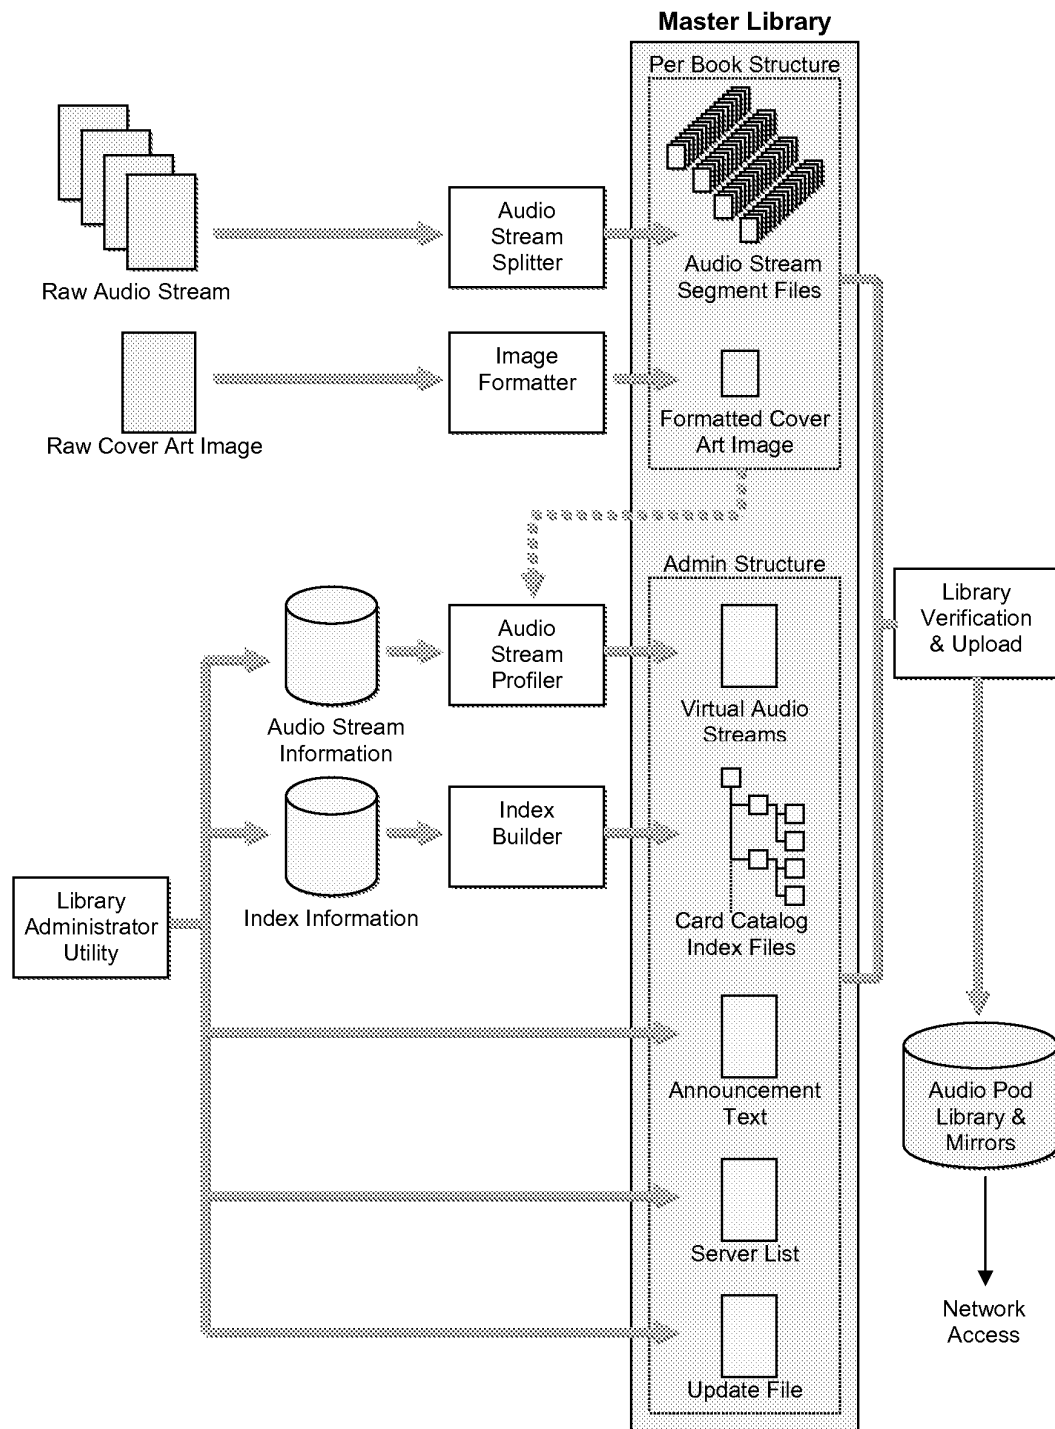 Master Library
Per Book Structure
Raw Audio Stream
Audio
Stream
Splitter
Audio Stream
Segment Files
Raw Cover Art Image
Image
Formatter
Formatted Cover
Art Image
Admin Structure
Audio Stream
Information
Audio
Stream
Profiler
Virtual Audio
Streams
Library
Verification
& Upload
Index Information
Index
Builder
Card Catalog
Index Files
Library
Administrator
Utility
Announcement
Text
Audio Pod
Library &
Mirrors
Server List
Network
Access
Update File